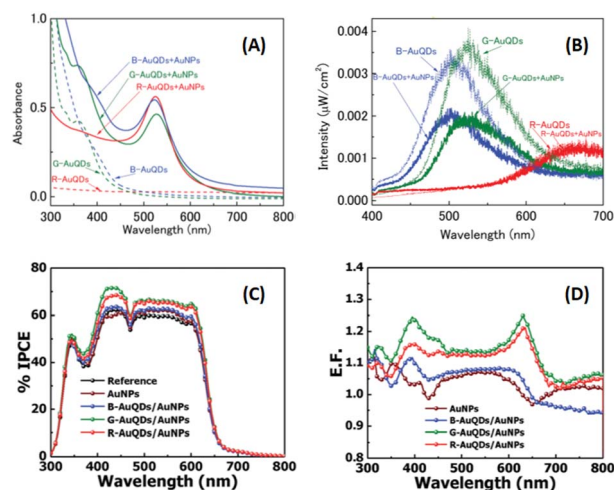 (A)
1.0
0.5
0.0
Absorbance
B-AuQDs+AuNPs
G-AuQDs+AuNPs
R-AuQDs+AuNPs
G-AuQDs
B-AuQDs
R-AuQDs
300 400 500 600 700 800
Wavelength (nm)
(B)
0.004
0.003
0.002
0.001
0.000
Intensity (μW/cm²)
G-AuQDs
B-AuQDs
B-AuQDs+AuNPs
G-AuQDs+AuNPs
R-AuQDs
R-AuQDs+AuNPs
400 500 600 700
Wavelength (nm)
(C)
80
60
40
20
0
% IPCE
Reference
AuNPs
B-AuQDs/AuNPs
G-AuQDs/AuNPs
R-AuQDs/AuNPs
300 400 500 600 700 800
Wavelength (nm)
(D)
1.4
1.3
1.2
1.1
1.0
0.9
E.F.
AuNPs
B-AuQDs/AuNPs
G-AuQDs/AuNPs
R-AuQDs/AuNPs
300 400 500 600 700 800
Wavelength (nm)